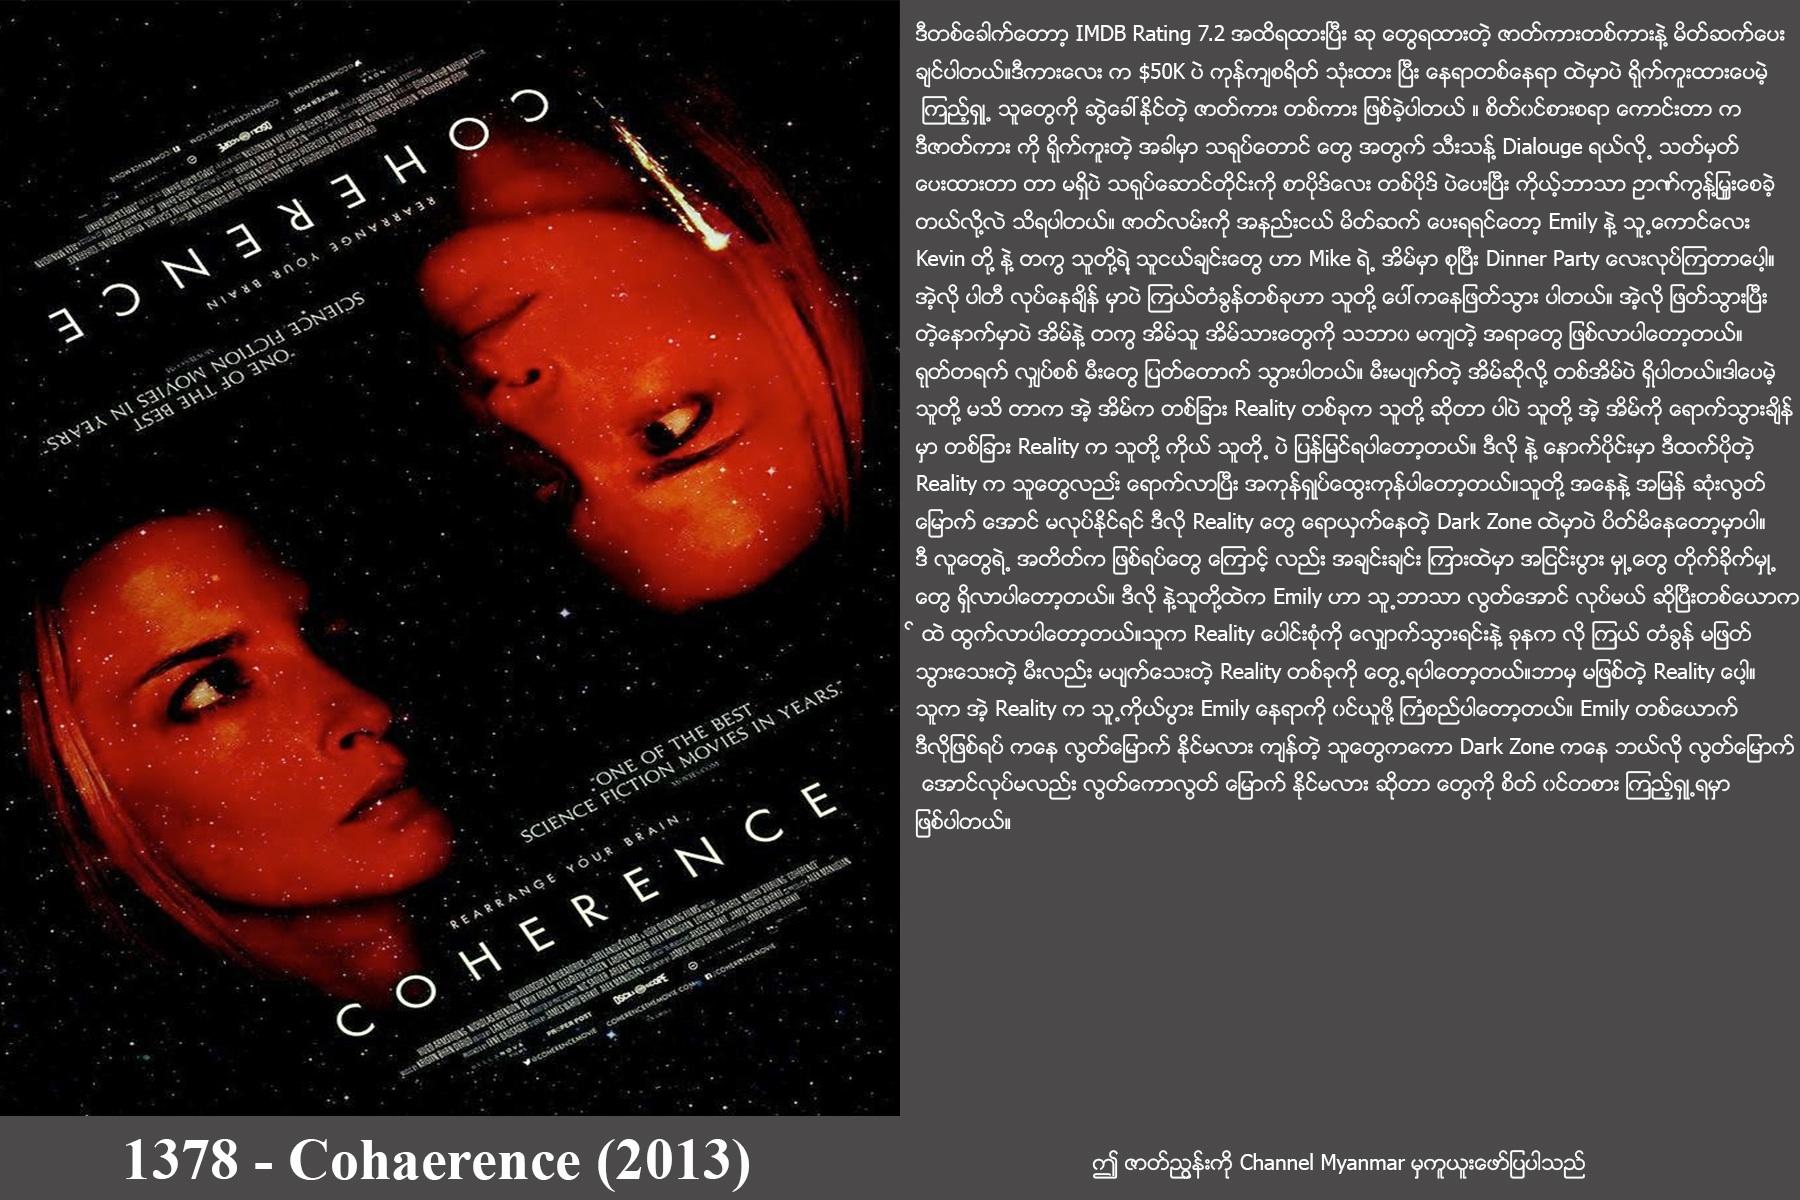 COHERENCE
REARRANGE YOUR BRAIN
"ONE OF THE BEST
SCIENCE FICTION MOVIES IN YEARS."
"ONE OF THE BEST
SCIENCE FICTION MOVIES IN YEARS."
REARRANGE YOUR BRAIN
COHERENCE
1378 - Cohaerence (2013)
ဒီတစ်ခေါက်တော့ IMDB Rating 7.2 အထိရထားပြီး ဆု တွေရထားတဲ့ ဇာတ်ကားတစ်ကားနဲ့ မိတ်ဆက်ပေး
ချင်ပါတယ်။ဒီကားလေး က $50K ပဲ ကုန်ကျစရိတ် သုံးထား ပြီး နေရာတစ်နေရာ ထဲမှာပဲ ရိုက်ကူးထားပေမဲ့
ကြည့်ရှု့ သူတွေကို ဆွဲခေါ်နိုင်တဲ့ ဇာတ်ကား တစ်ကား ဖြစ်ခဲ့ပါတယ် ။ စိတ်ဂင်စားစရာ ကောင်းတာ က
ဒီဇာတ်ကား ကို ရိုက်ကူးတဲ့ အခါမှာ သရုပ်တောင် တွေ အတွက် သီးသန့် Dialouge ရယ်လို့ သတ်မှတ်
ပေးထားတာ တာ မရှိပဲ သရုပ်ဆောင်တိုင်းကို စာပိုဒ်လေး တစ်ပိုဒ် ပဲပေးပြီး ကိုယ့်ဘာသာ ဉာဏ်ကွန့်မြူးစေခဲ့
တယ်လို့လဲ သိရပါတယ်။ ဇာတ်လမ်းကို အနည်းငယ် မိတ်ဆက် ပေးရရင်တော့ Emily နဲ့ သူ့ကောင်လေး
Kevin တို့ နဲ့ တကွ သူတို့ရဲ့ သူငယ်ချင်းတွေ ဟာ Mike ရဲ့ အိမ်မှာ စုပြီး Dinner Party လေးလုပ်ကြတာပေါ့။
အဲ့လို ပါတီ လုပ်နေချိန် မှာပဲ ကြယ်တံခွန်တစ်ခုဟာ သူတို့ ပေါ်ကနေဖြတ်သွား ပါတယ်။ အဲ့လို ဖြတ်သွားပြီး
တဲ့နောက်မှာပဲ အိမ်နဲ့ တကွ အိမ်သူ အိမ်သားတွေကို သဘာဝ မကျတဲ့ အရာတွေ ဖြစ်လာပါတော့တယ်။
ရုတ်တရက် လျှပ်စစ် မီးတွေ ပြတ်တောက် သွားပါတယ်။ မီးမပျက်တဲ့ အိမ်ဆိုလို့ တစ်အိမ်ပဲ ရှိပါတယ်။ဒါပေမဲ့
သူတို့ မသိ တာက အဲ့ အိမ်က တစ်ခြား Reality တစ်ခုက သူတို့ ဆိုတာ ပါပဲ သူတို့ အဲ့ အိမ်ကို ရောက်သွားချိန်
မှာ တစ်ခြား Reality က သူတို့ ကိုယ် သူတို့ ပဲ ပြန်မြင်ရပါတော့တယ်။ ဒီလို နဲ့ နောက်ပိုင်းမှာ ဒီထက်ပိုတဲ့
Reality က သူတွေလည်း ရောက်လာပြီး အကုန်ရှုပ်ထွေးကုန်ပါတော့တယ်။သူတို့ အနေနဲ့ အမြန် ဆုံးလွတ်
မြောက် အောင် မလုပ်နိုင်ရင် ဒီလို Reality တွေ ရောယှက်နေတဲ့ Dark Zone ထဲမှာပဲ ပိတ်မိနေတော့မှာပါ။
ဒီ လူတွေရဲ့ အတိတ်က ဖြစ်ရပ်တွေ ကြောင့် လည်း အချင်းချင်း ကြားထဲမှာ အငြင်းပွား မှု့တွေ တိုက်ခိုက်မှု့
တွေ ရှိလာပါတော့တယ်။ ဒီလို နဲ့သူတို့ထဲက Emily ဟာ သူ့ဘာသာ လွတ်အောင် လုပ်မယ် ဆိုပြီးတစ်ယောက
် ထဲ ထွက်လာပါတော့တယ်။သူက Reality ပေါင်းစုံကို လျှောက်သွားရင်းနဲ့ ခုနက လို ကြယ် တံခွန် မဖြတ်
သွားသေးတဲ့ မီးလည်း မပျက်သေးတဲ့ Reality တစ်ခုကို တွေ့ရပါတော့တယ်။ဘာမှ မဖြစ်တဲ့ Reality ပေါ့။
သူက အဲ့ Reality က သူ့ကိုယ်ပွား Emily နေရာကို ဝင်ယူဖို့ ကြံစည်ပါတော့တယ်။ Emily တစ်ယောက်
ဒီလိုဖြစ်ရပ် ကနေ လွတ်မြောက် နိုင်မလား ကျန်တဲ့ သူတွေကကော Dark Zone ကနေ ဘယ်လို လွတ်မြောက်
အောင်လုပ်မလည်း လွတ်ကောလွတ် မြောက် နိုင်မလား ဆိုတာ တွေကို စိတ် ဝင်တစား ကြည့်ရှု့ရမှာ
ဖြစ်ပါတယ်။
ဤ ဇာတ်ညွှန်းကို Channel Myanmar မှကူယူးဖော်ပြပါသည်